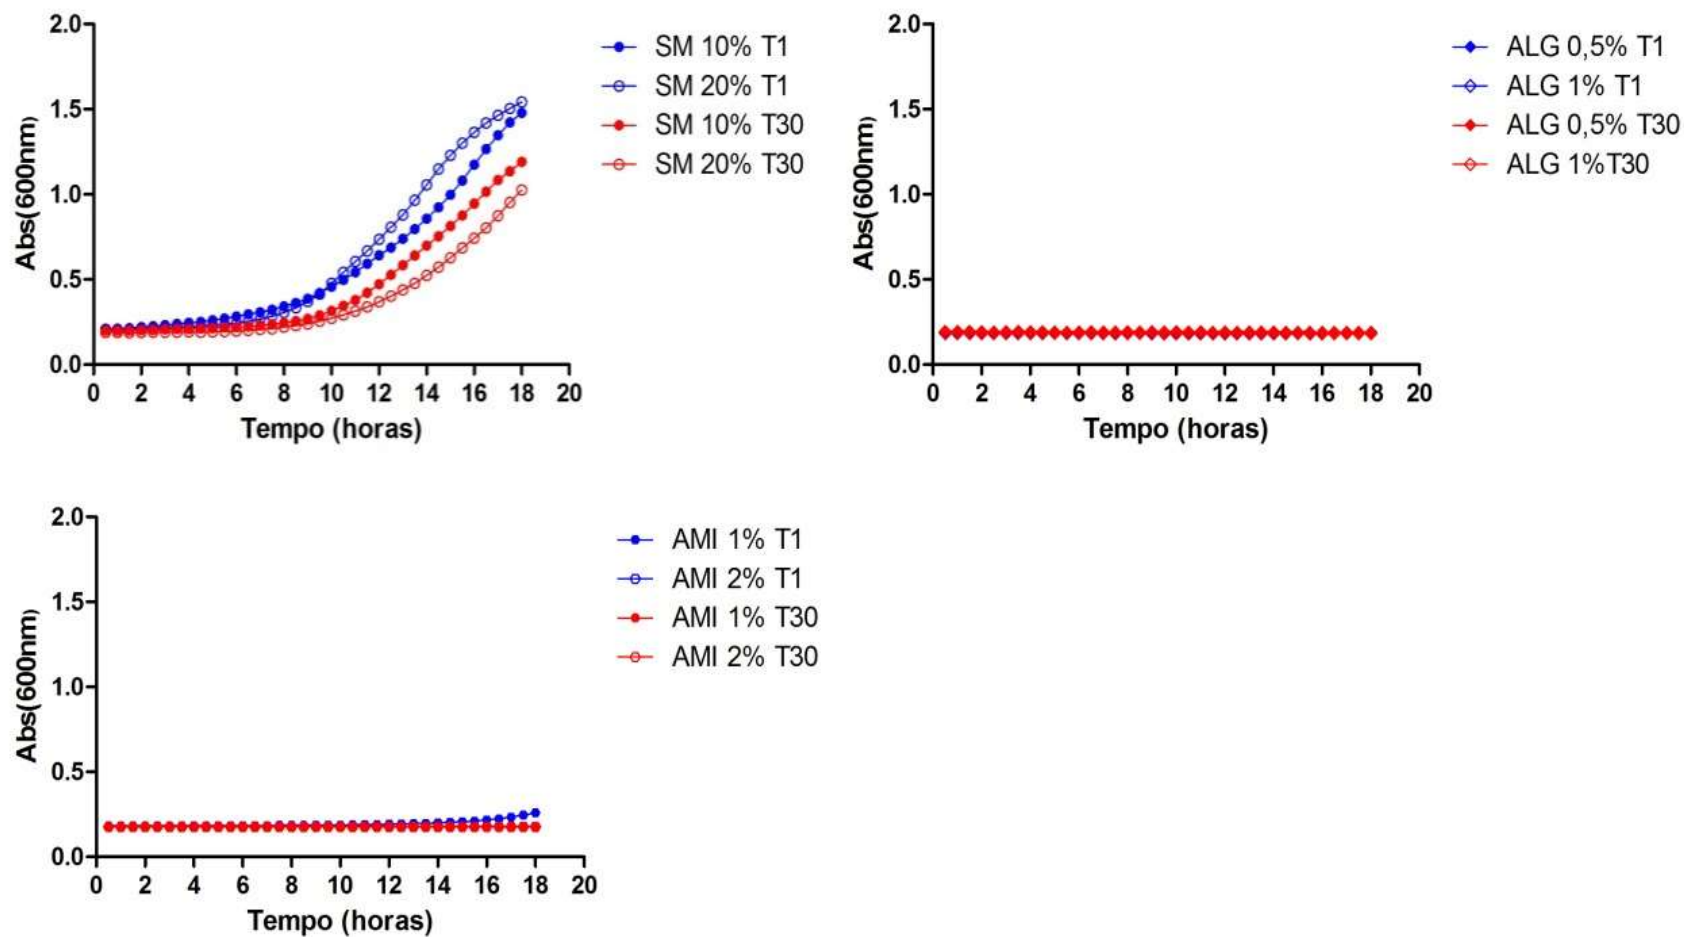 2.0
1.5
1.0
0.5
0.0
Abs(600nm)
0 2 4 6 8 10 12 14 16 18 20
Tempo (horas)
SM 10% T1
SM 20% T1
SM 10% T30
SM 20% T30
2.0
1.5
1.0
0.5
0.0
Abs(600nm)
0 2 4 6 8 10 12 14 16 18 20
Tempo (horas)
ALG 0,5% T1
ALG 1% T1
ALG 0,5% T30
ALG 1%T30
2.0
1.5
1.0
0.5
0.0
Abs(600nm)
0 2 4 6 8 10 12 14 16 18 20
Tempo (horas)
AMI 1% T1
AMI 2% T1
AMI 1% T30
AMI 2% T30